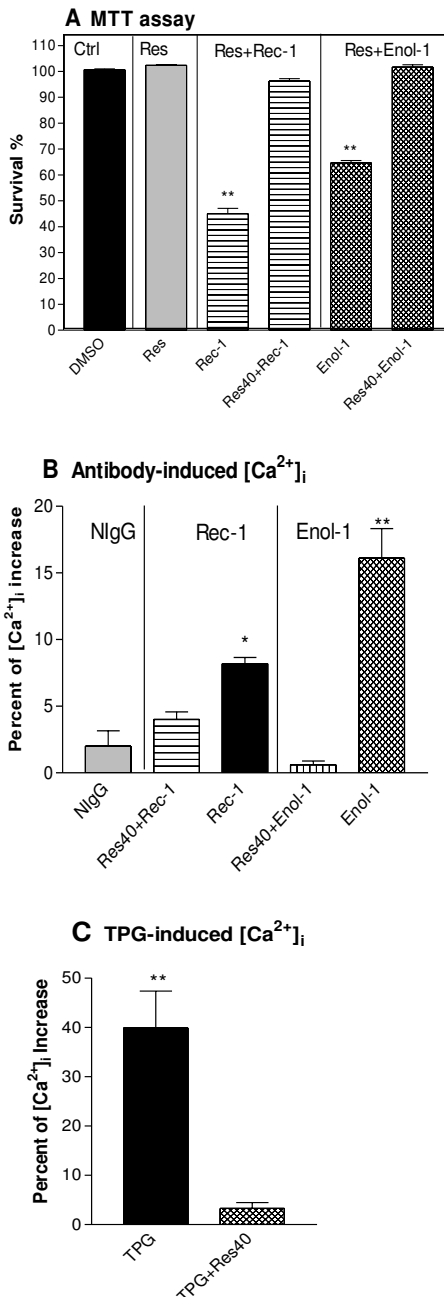 A MTT assay
Ctrl Res Res+Rec-1 Res+Enol-1
Survival %
110
100
90
80
70
60
50
40
30
20
10
0
** **
DMSO Res Rec-1 Res40+Rec-1 Enol-1 Res40+Enol-1
B Antibody-induced [Ca²⁺]ᵢ
NIgG Rec-1 Enol-1
Percent of [Ca²⁺]ᵢ increase
20
15
10
5
0
* **
NIgG Res40+Rec-1 Rec-1 Res40+Enol-1 Enol-1
C TPG-induced [Ca²⁺]ᵢ
Percent of [Ca²⁺]ᵢ Increase
50
40
30
20
10
0
**
TPG TPG+Res40